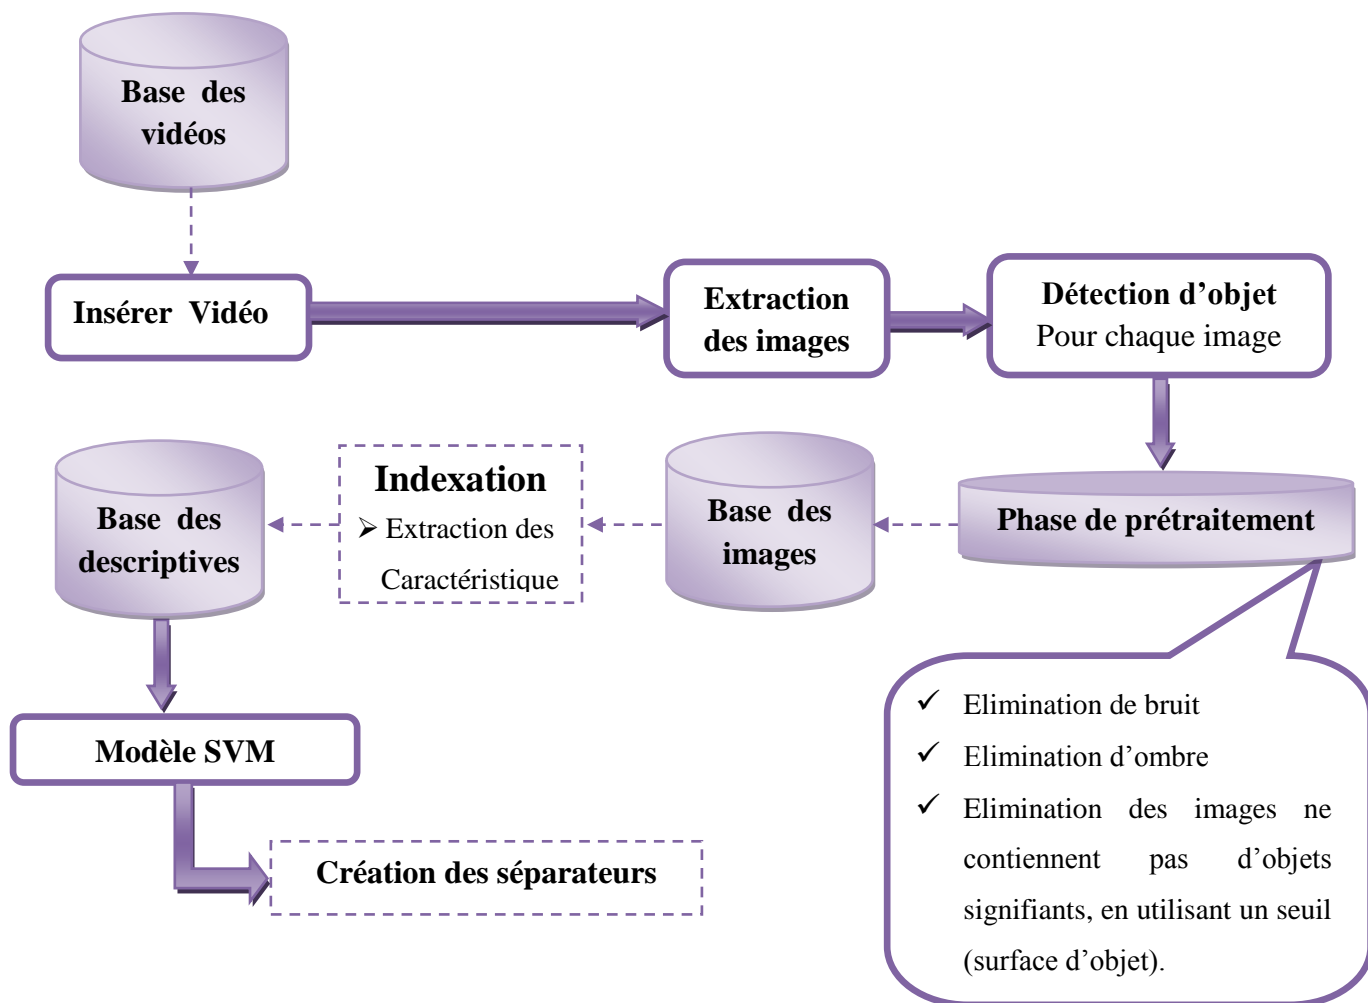 Base des
vidéos
Insérer Vidéo
Extraction
des images
Détection d’objet
Pour chaque image
Base des
descriptives
Indexation
➢ Extraction des
Caractéristique
Base des
images
Phase de prétraitement
Modèle SVM
Création des séparateurs
✓ Elimination de bruit
✓ Elimination d’ombre
✓ Elimination des images ne
contiennent pas d’objets
signifiants, en utilisant un seuil
(surface d’objet).